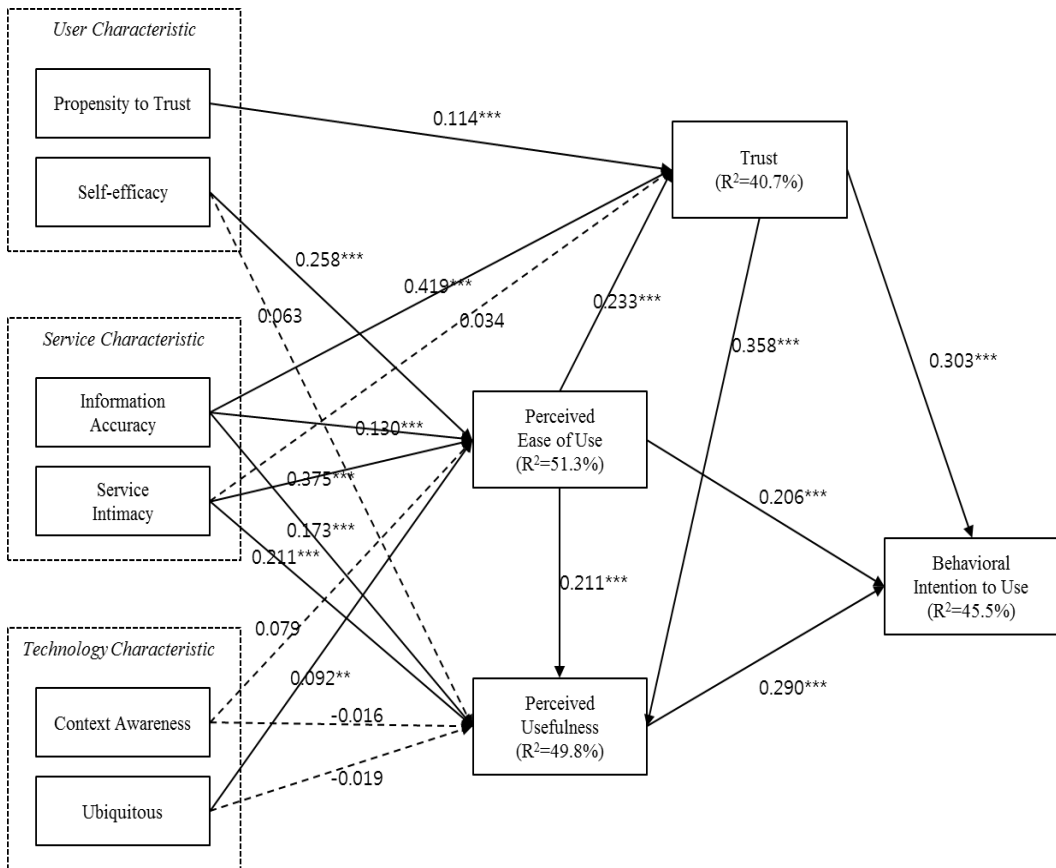 User Characteristic
Propensity to Trust
0.114***
Trust
(R²=40.7%)
Self-efficacy
0.258***
0.419***
0.233***
0.063
0.034
0.358***
0.303***
Service Characteristic
Information
Accuracy
0.130***
Perceived
Ease of Use
(R²=51.3%)
0.375***
Service
Intimacy
0.206***
0.173***
0.211***
0.211***
Behavioral
Intention to Use
(R²=45.5%)
0.079
Technology Characteristic
0.092**
Context Awareness
-0.016
Perceived
Usefulness
(R²=49.8%)
0.290***
-0.019
Ubiquitous